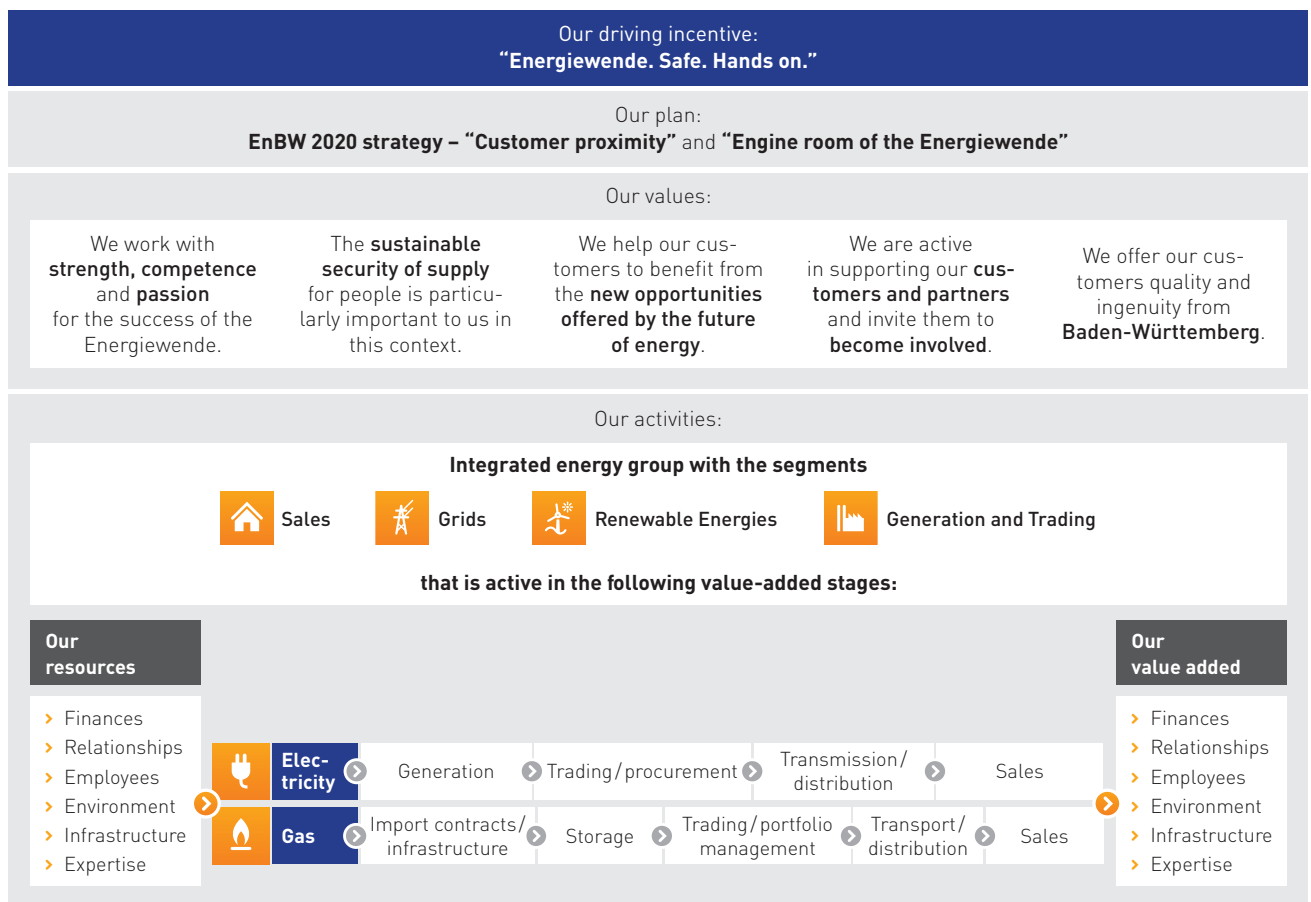 Our driving incentive:
“Energiewende. Safe. Hands on.”
Our plan:
EnBW 2020 strategy – “Customer proximity” and “Engine room of the Energiewende”
Our values:
We work with
strength, competence
and passion
for the success of the
Energiewende.
The sustainable
security of supply
for people is particu-
larly important to us in
this context.
We help our cus-
tomers to benefit from
the new opportunities
offered by the future
of energy.
We are active
in supporting our cus-
tomers and partners
and invite them to
become involved.
We offer our cus-
tomers quality and
ingenuity from
Baden-Württemberg.
Our activities:
Integrated energy group with the segments
Sales
Grids
Renewable Energies
Generation and Trading
that is active in the following value-added stages:
Our
resources
Finances
Relationships
Employees
Environment
Infrastructure
Expertise
Elec-
tricity
Generation
Trading/procurement
Transmission/
distribution
Sales
Gas
Import contracts/
infrastructure
Storage
Trading/portfolio
management
Transport/
distribution
Sales
Our
value added
Finances
Relationships
Employees
Environment
Infrastructure
Expertise